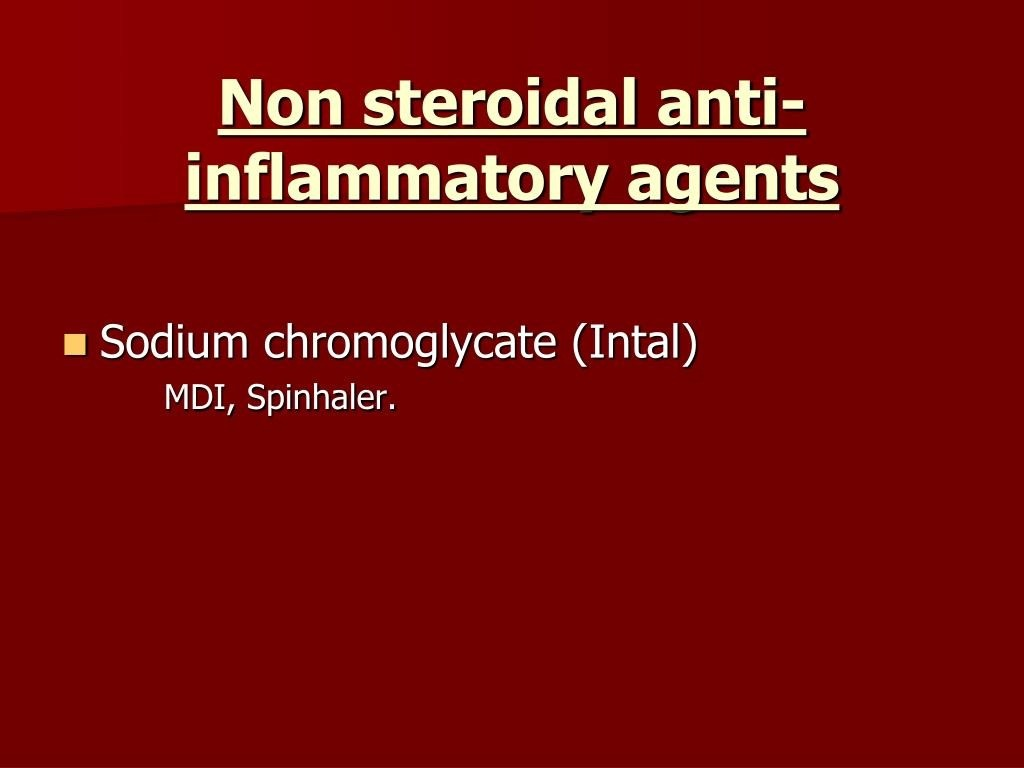 Non steroidal anti-
inflammatory agents
Sodium chromoglycate (Intal)
MDI, Spinhaler.